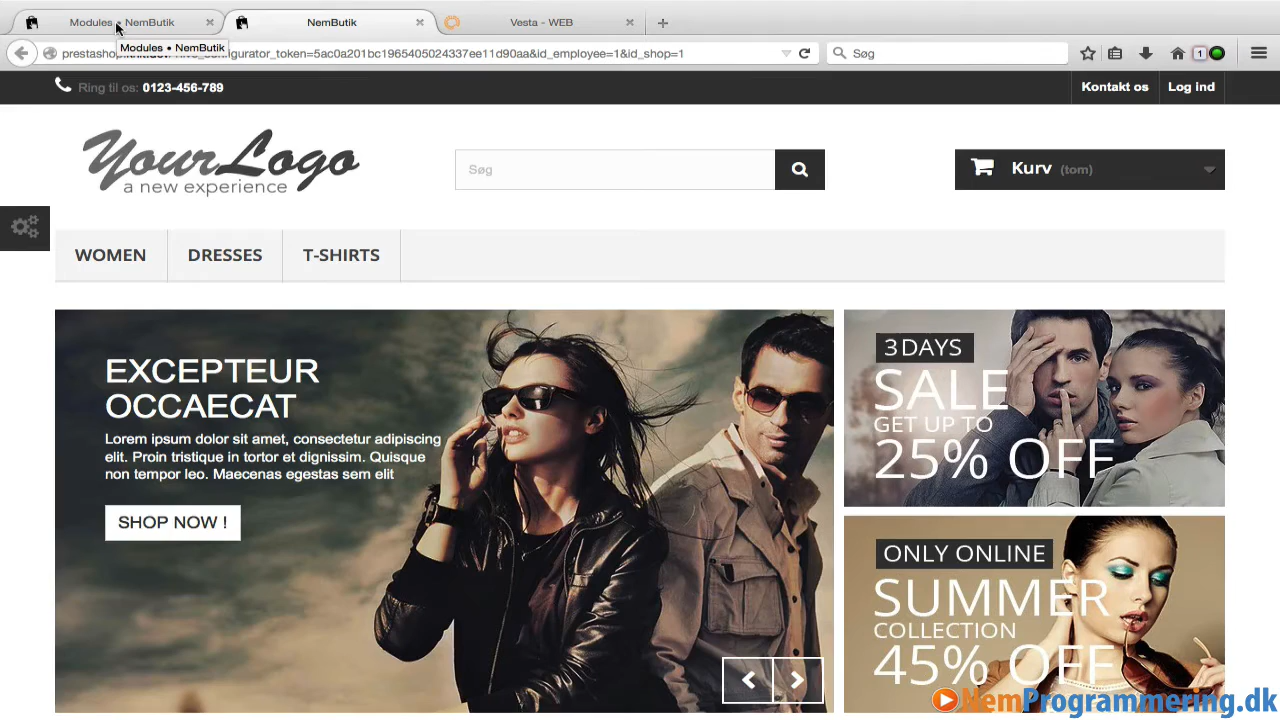 Modules • NemButik
NemButik
Vesta - WEB
Modules • NemButik
igurator_token=5ac0a201bc1965405024337ee11d90aa&id_employee=1&id_shop=1
Søg
1
Ring til os: 0123-456-789
Kontakt os
Log ind
YourLogo
a new experience
Søg
Kurv (tom)
WOMEN
DRESSES
T-SHIRTS
EXCEPTEUR
OCCAECAT
Lorem ipsum dolor sit amet, consectetur adipiscing
elit. Proin tristique in tortor et dignissim. Quisque
non tempor leo. Maecenas egestas sem elit
SHOP NOW !
3 DAYS
SALE
GET UP TO
25% OFF
ONLY ONLINE
SUMMER
COLLECTION
45% OFF
NemProgrammering.dk